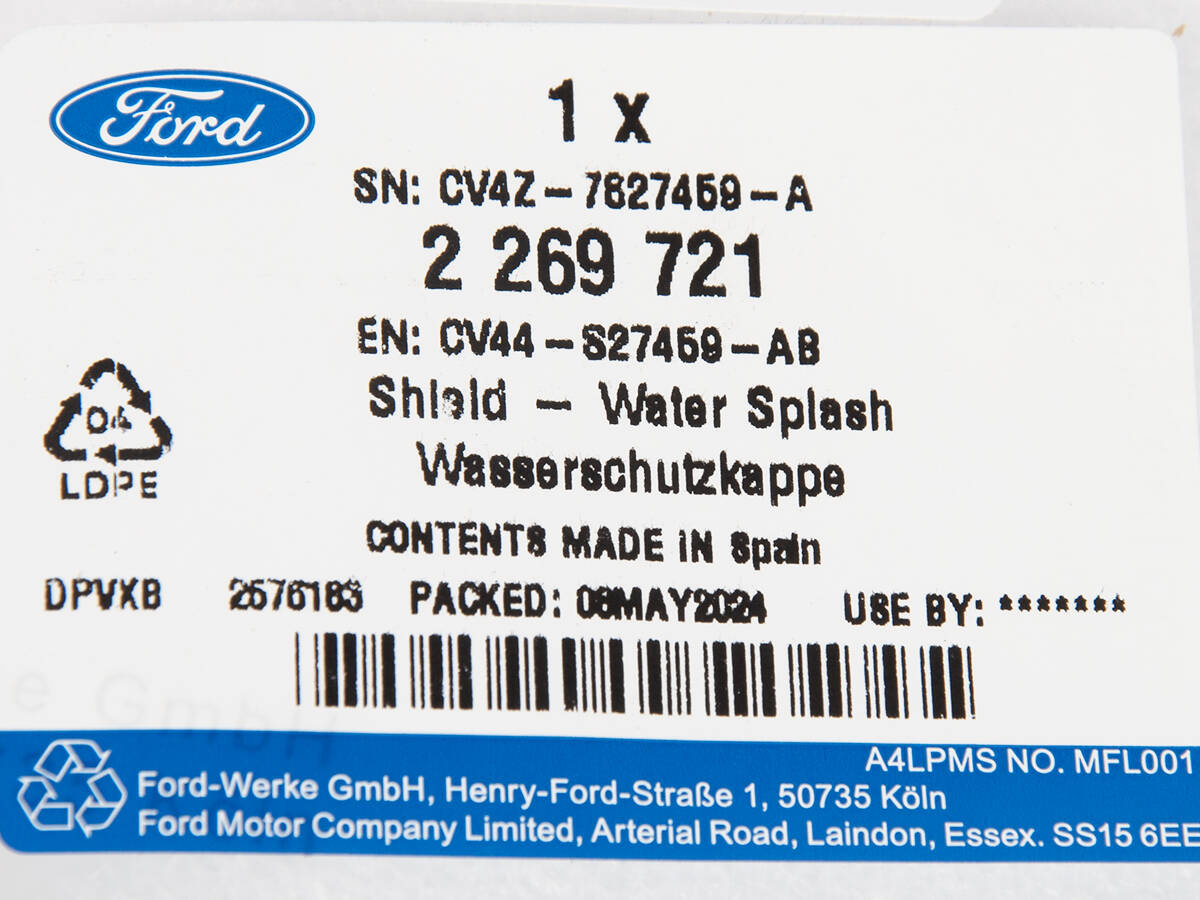 Ford
1 x
SN: CV4Z-7827459-A
2 269 721
EN: CV44-S27459-AB
Shield - Water Splash
Wasserschutzkappe
04
LDPE
CONTENTS MADE IN Spain
DPVXB PACKED: USE BY: *******
A4LPMS NO. MFL001
Ford-Werke GmbH, Henry-Ford-Straße 1, 50735 Köln
Ford Motor Company Limited, Arterial Road, Laindon, Essex. SS15 6EE